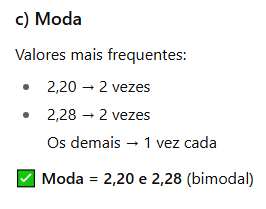 c) Moda
Valores mais frequentes:
• 2,20 → 2 vezes
• 2,28 → 2 vezes
Os demais → 1 vez cada
✅ Moda = 2,20 e 2,28 (bimodal)